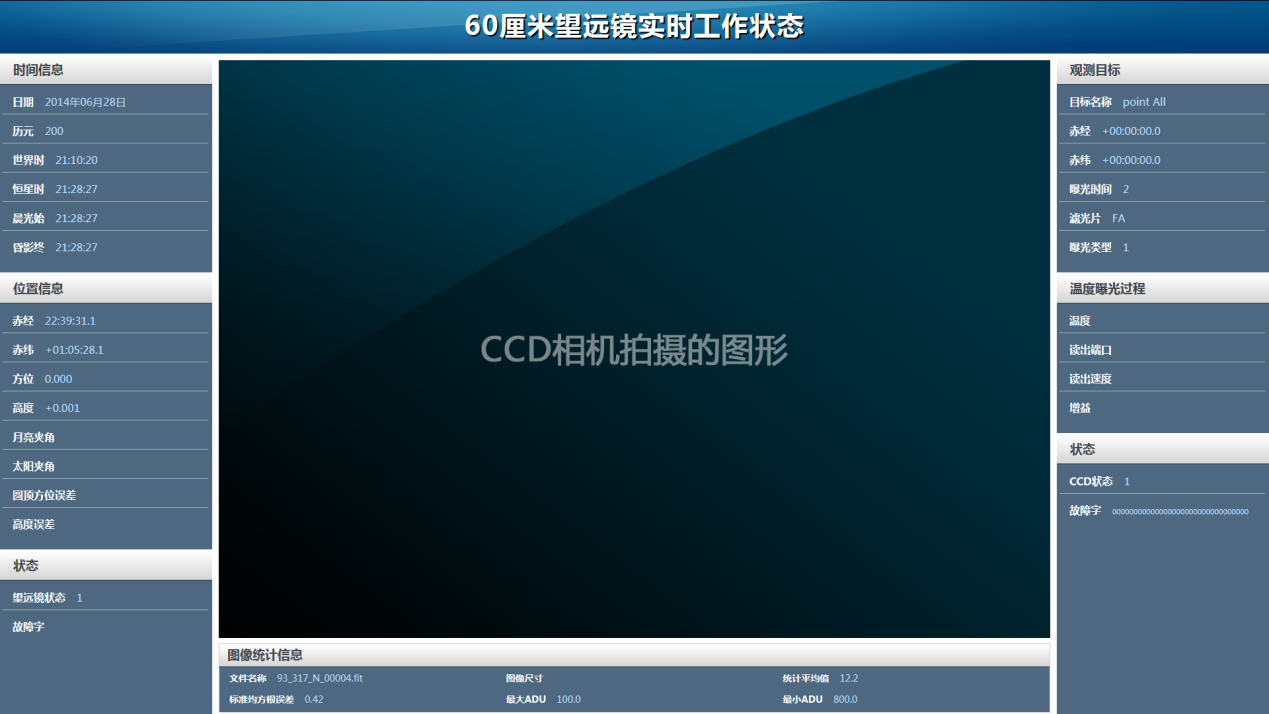 60厘米望远镜实时工作状态
时间信息
日期 2014年06月28日
历元 200
世界时 21:10:20
恒星时 21:28:27
晨光始 21:28:27
昏影终 21:28:27
位置信息
赤经 22:39:31.1
赤纬 +01:05:28.1
方位 0.000
高度 +0.001
月亮夹角
太阳夹角
圆顶方位误差
高度误差
状态
望远镜状态 1
故障字
CCD相机拍摄的图形
图像统计信息
文件名称 93_317_N_00004.fit 图像尺寸 统计平均值 12.2
标准均方根误差 0.42 最大ADU 100.0 最小ADU 800.0
观测目标
目标名称 point All
赤经 +00:00:00.0
赤纬 +00:00:00.0
曝光时间 2
滤光片 FA
曝光类型 1
温度曝光过程
温度
读出端口
读出速度
增益
状态
CCD状态 1
故障字